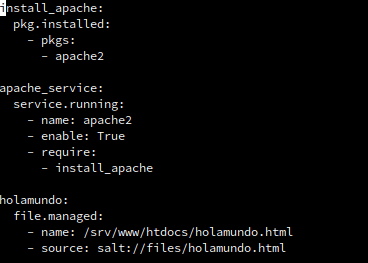 install_apache:
  pkg.installed:
    - pkgs:
      - apache2

apache_service:
  service.running:
    - name: apache2
    - enable: True
    - require:
      - install_apache

holamundo:
  file.managed:
    - name: /srv/www/htdocs/holamundo.html
    - source: salt://files/holamundo.html